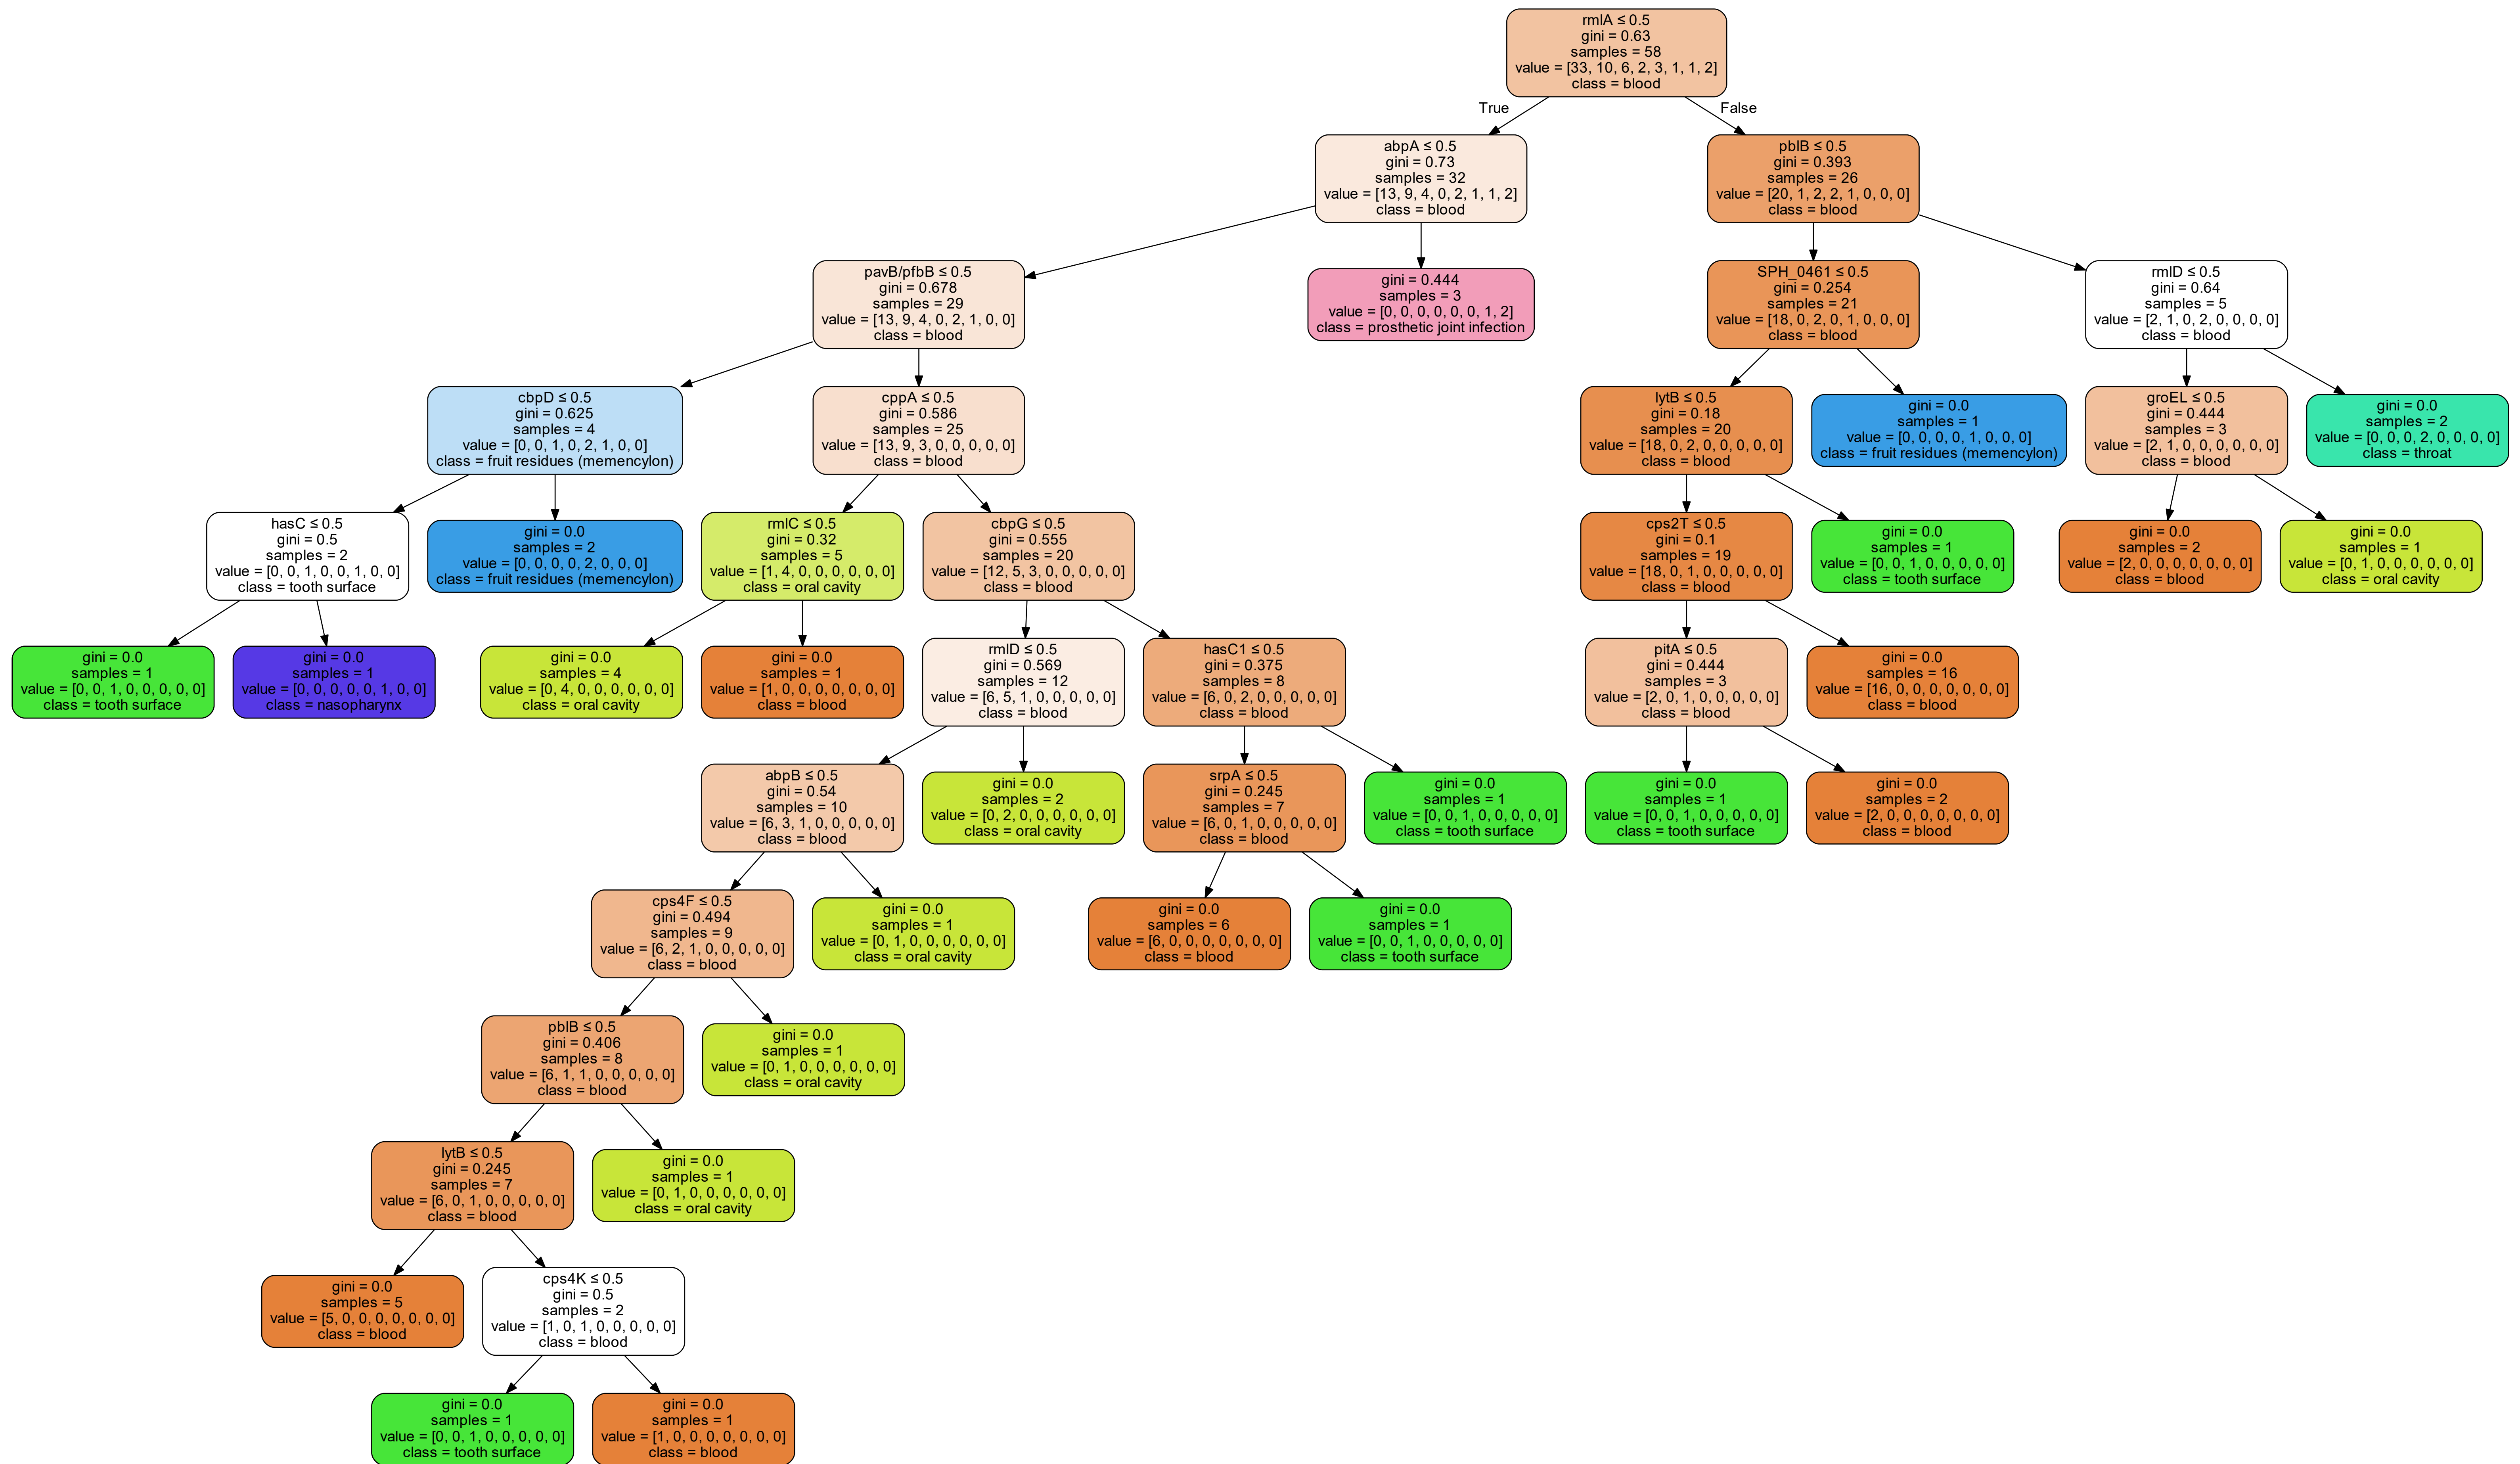 rmlA ≤ 0.5
gini = 0.63
samples = 58
value = [33, 10, 6, 2, 3, 1, 1, 2]
class = blood
True
False
abpA ≤ 0.5
gini = 0.73
samples = 32
value = [13, 9, 4, 0, 2, 1, 1, 2]
class = blood
pblB ≤ 0.5
gini = 0.393
samples = 26
value = [20, 1, 2, 2, 1, 0, 0, 0]
class = blood
pavB/pfbB ≤ 0.5
gini = 0.678
samples = 29
value = [13, 9, 4, 0, 2, 1, 0, 0]
class = blood
gini = 0.444
samples = 3
value = [0, 0, 0, 0, 0, 0, 1, 2]
class = prosthetic joint infection
SPH_0461 ≤ 0.5
gini = 0.254
samples = 21
value = [18, 0, 2, 0, 1, 0, 0, 0]
class = blood
rmlD ≤ 0.5
gini = 0.64
samples = 5
value = [2, 1, 0, 2, 0, 0, 0, 0]
class = blood
cbpD ≤ 0.5
gini = 0.625
samples = 4
value = [0, 0, 1, 0, 2, 1, 0, 0]
class = fruit residues (memencylon)
cppA ≤ 0.5
gini = 0.586
samples = 25
value = [13, 9, 3, 0, 0, 0, 0, 0]
class = blood
lytB ≤ 0.5
gini = 0.18
samples = 20
value = [18, 0, 2, 0, 0, 0, 0, 0]
class = blood
gini = 0.0
samples = 1
value = [0, 0, 0, 0, 1, 0, 0, 0]
class = fruit residues (memencylon)
groEL ≤ 0.5
gini = 0.444
samples = 3
value = [2, 1, 0, 0, 0, 0, 0, 0]
class = blood
gini = 0.0
samples = 2
value = [0, 0, 0, 2, 0, 0, 0, 0]
class = throat
hasC ≤ 0.5
gini = 0.5
samples = 2
value = [0, 0, 1, 0, 0, 1, 0, 0]
class = tooth surface
gini = 0.0
samples = 2
value = [0, 0, 0, 0, 2, 0, 0, 0]
class = fruit residues (memencylon)
rmlC ≤ 0.5
gini = 0.32
samples = 5
value = [1, 4, 0, 0, 0, 0, 0, 0]
class = oral cavity
cbpG ≤ 0.5
gini = 0.555
samples = 20
value = [12, 5, 3, 0, 0, 0, 0, 0]
class = blood
cps2T ≤ 0.5
gini = 0.1
samples = 19
value = [18, 0, 1, 0, 0, 0, 0, 0]
class = blood
gini = 0.0
samples = 1
value = [0, 0, 1, 0, 0, 0, 0, 0]
class = tooth surface
gini = 0.0
samples = 2
value = [2, 0, 0, 0, 0, 0, 0, 0]
class = blood
gini = 0.0
samples = 1
value = [0, 1, 0, 0, 0, 0, 0, 0]
class = oral cavity
gini = 0.0
samples = 1
value = [0, 0, 1, 0, 0, 0, 0, 0]
class = tooth surface
gini = 0.0
samples = 1
value = [0, 0, 0, 0, 0, 1, 0, 0]
class = nasopharynx
gini = 0.0
samples = 4
value = [0, 4, 0, 0, 0, 0, 0, 0]
class = oral cavity
gini = 0.0
samples = 1
value = [1, 0, 0, 0, 0, 0, 0, 0]
class = blood
rmlD ≤ 0.5
gini = 0.569
samples = 12
value = [6, 5, 1, 0, 0, 0, 0, 0]
class = blood
hasC1 ≤ 0.5
gini = 0.375
samples = 8
value = [6, 0, 2, 0, 0, 0, 0, 0]
class = blood
pitA ≤ 0.5
gini = 0.444
samples = 3
value = [2, 0, 1, 0, 0, 0, 0, 0]
class = blood
gini = 0.0
samples = 16
value = [16, 0, 0, 0, 0, 0, 0, 0]
class = blood
abpB ≤ 0.5
gini = 0.54
samples = 10
value = [6, 3, 1, 0, 0, 0, 0, 0]
class = blood
gini = 0.0
samples = 2
value = [0, 2, 0, 0, 0, 0, 0, 0]
class = oral cavity
srpA ≤ 0.5
gini = 0.245
samples = 7
value = [6, 0, 1, 0, 0, 0, 0, 0]
class = blood
gini = 0.0
samples = 1
value = [0, 0, 1, 0, 0, 0, 0, 0]
class = tooth surface
gini = 0.0
samples = 1
value = [0, 0, 1, 0, 0, 0, 0, 0]
class = tooth surface
gini = 0.0
samples = 2
value = [2, 0, 0, 0, 0, 0, 0, 0]
class = blood
cps4F ≤ 0.5
gini = 0.494
samples = 9
value = [6, 2, 1, 0, 0, 0, 0, 0]
class = blood
gini = 0.0
samples = 1
value = [0, 1, 0, 0, 0, 0, 0, 0]
class = oral cavity
gini = 0.0
samples = 6
value = [6, 0, 0, 0, 0, 0, 0, 0]
class = blood
gini = 0.0
samples = 1
value = [0, 0, 1, 0, 0, 0, 0, 0]
class = tooth surface
pblB ≤ 0.5
gini = 0.406
samples = 8
value = [6, 1, 1, 0, 0, 0, 0, 0]
class = blood
gini = 0.0
samples = 1
value = [0, 1, 0, 0, 0, 0, 0, 0]
class = oral cavity
lytB ≤ 0.5
gini = 0.245
samples = 7
value = [6, 0, 1, 0, 0, 0, 0, 0]
class = blood
gini = 0.0
samples = 1
value = [0, 1, 0, 0, 0, 0, 0, 0]
class = oral cavity
gini = 0.0
samples = 5
value = [5, 0, 0, 0, 0, 0, 0, 0]
class = blood
cps4K ≤ 0.5
gini = 0.5
samples = 2
value = [1, 0, 1, 0, 0, 0, 0, 0]
class = blood
gini = 0.0
samples = 1
value = [0, 0, 1, 0, 0, 0, 0, 0]
class = tooth surface
gini = 0.0
samples = 1
value = [1, 0, 0, 0, 0, 0, 0, 0]
class = blood